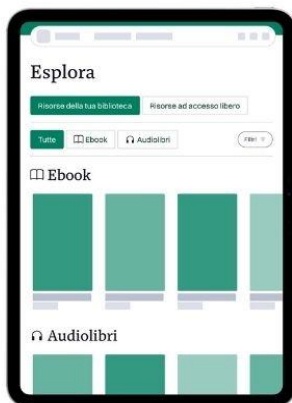 Esplora
Risorse della tua biblioteca Risorse ad accesso libero
Tutte Ebook Audiolibri Filtri
Ebook
Audiolibri